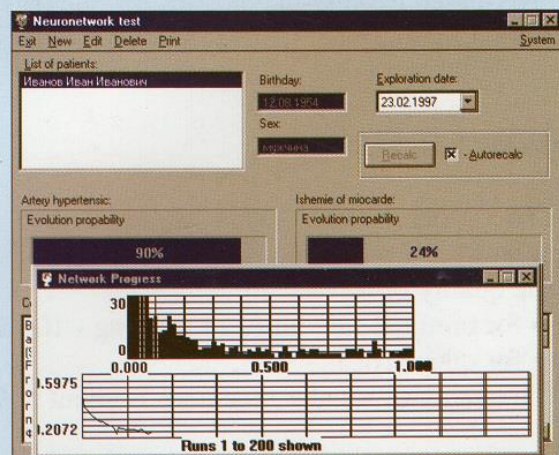 Neuronetwork test
Exit New Edit Delete Print System
List of patients:
Иванов Иван Иванович
Birthday:
12.08.1954
Sex:
мужчина
Exploration date:
23.02.1997
Recalc
- Autorecalc
Artery hypertensic:
Evolution propability
90%
Ishemie of miocarde:
Evolution propability
24%
Network Progress
30
0
0.000 0.500 1.000
.5975
.2072
Runs 1 to 200 shown